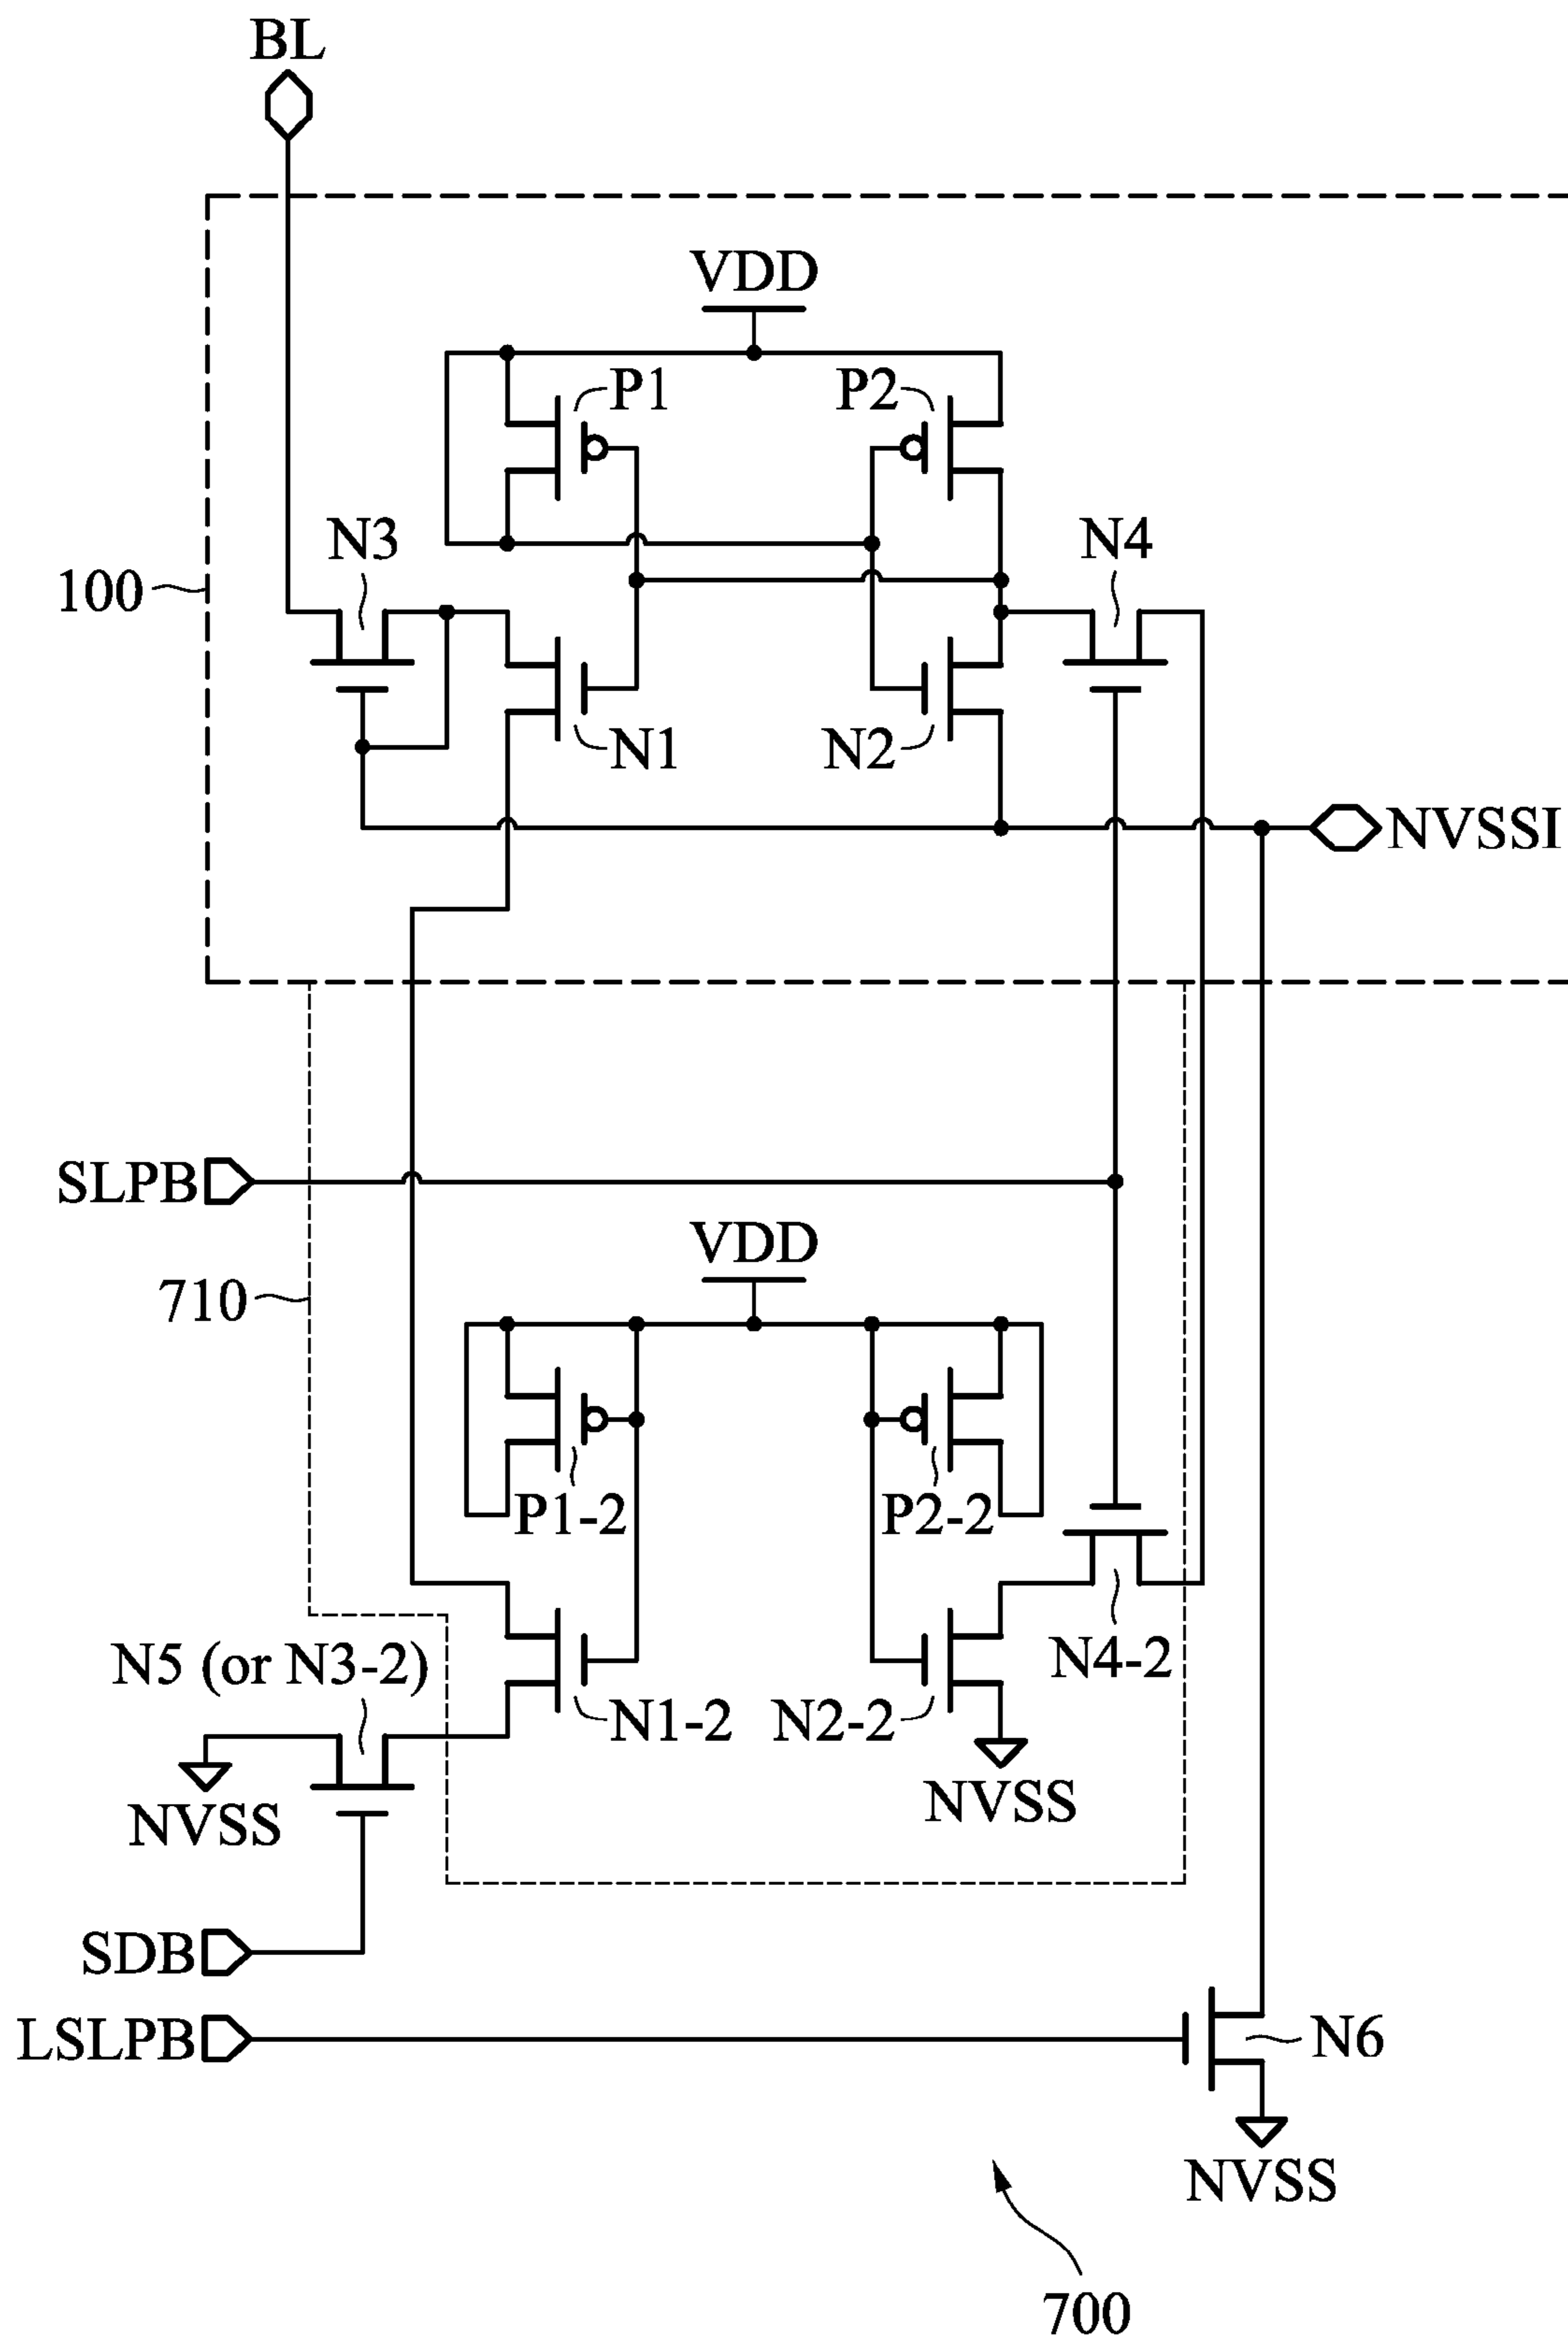 BL
VDD
P1
P2
N3
N4
100
N1
N2
NVSSI
SLPB
VDD
710
P1-2
P2-2
N5 (or N3-2)
N4-2
N1-2
N2-2
NVSS
NVSS
SDB
LSLPB
N6
NVSS
700